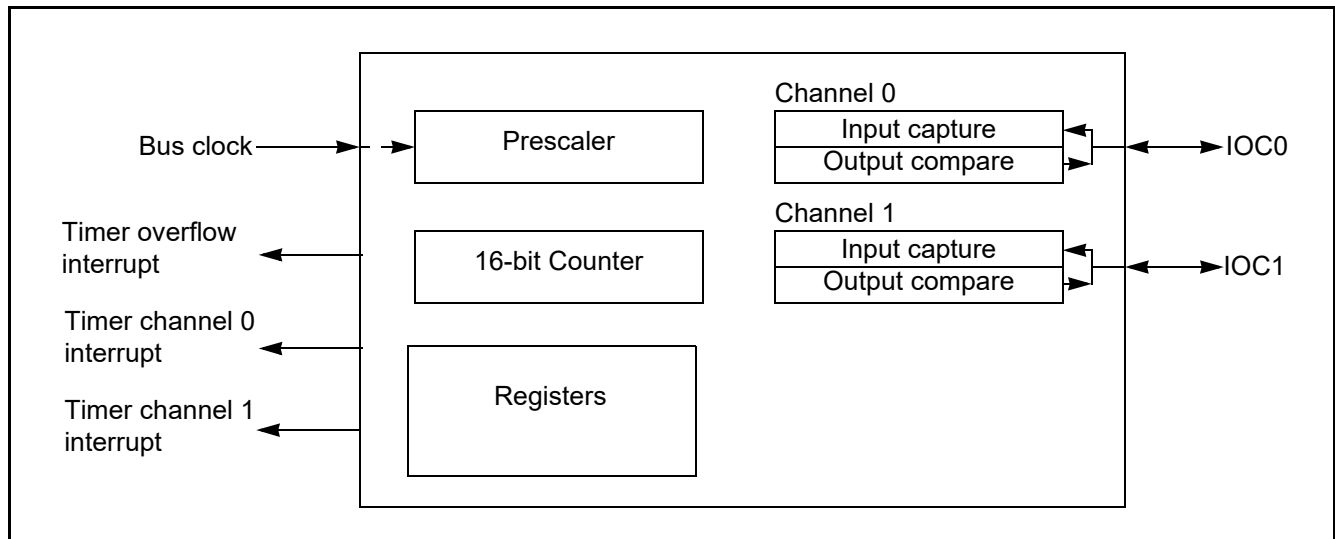 Bus clock
Timer overflow
interrupt
Timer channel 0
interrupt
Timer channel 1
interrupt
Prescaler
16-bit Counter
Registers
Channel 0
Input capture
Output compare
Channel 1
Input capture
Output compare
IOC0
IOC1